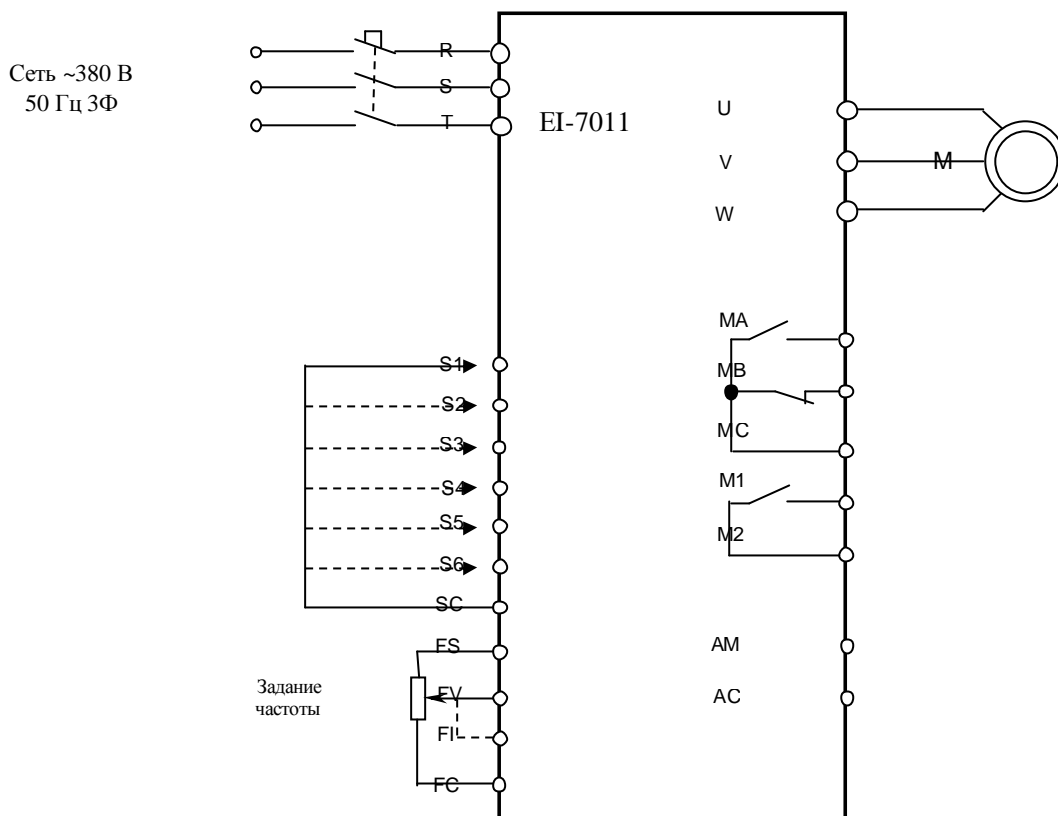 Сеть ~380 В
50 Гц 3Ф
R
S
T
EI-7011
U
V
W
M
MA
MB
MC
M1
M2
S1
S2
S3
S4
S5
S6
SC
FS
FV
FI
FC
Задание
частоты
AM
AC